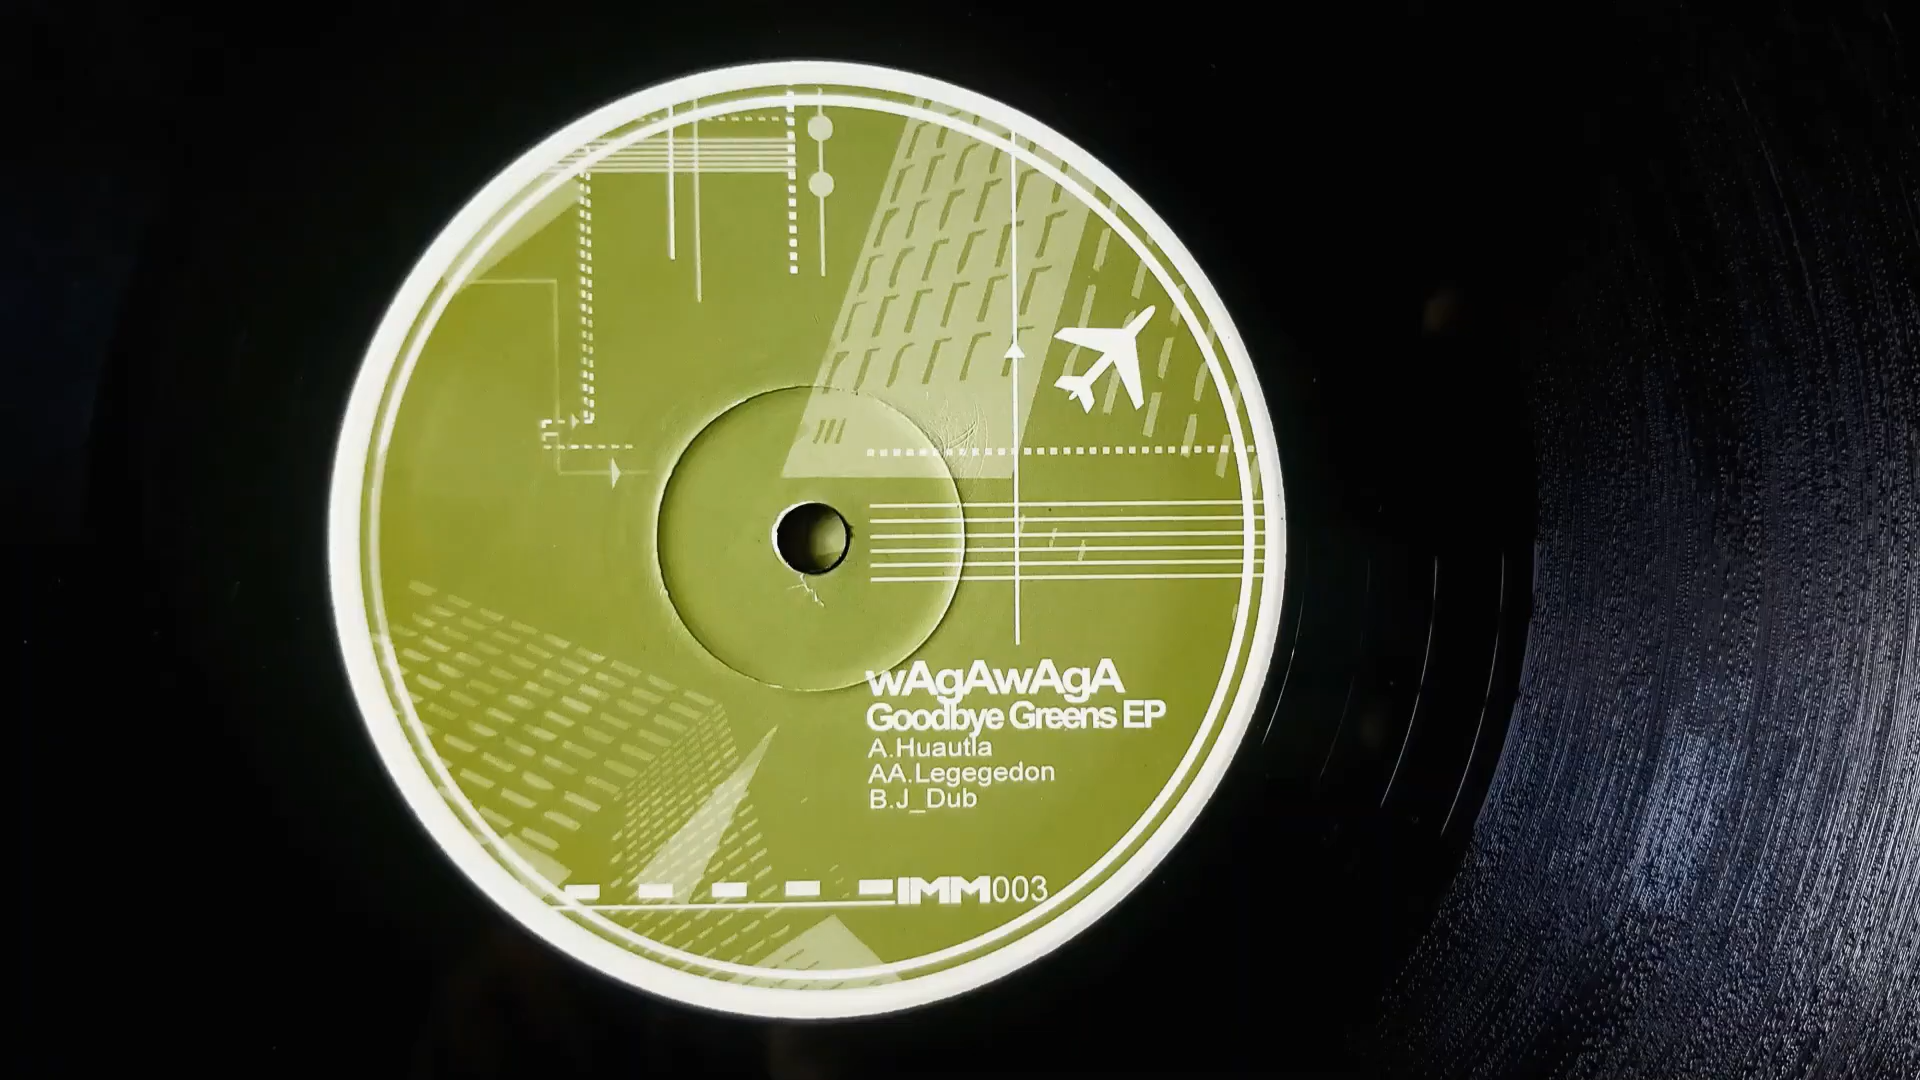 wAgAwAgA
Goodbye Greens EP
A.Huautla
AA.Legegedon
B.J_Dub
IMM003